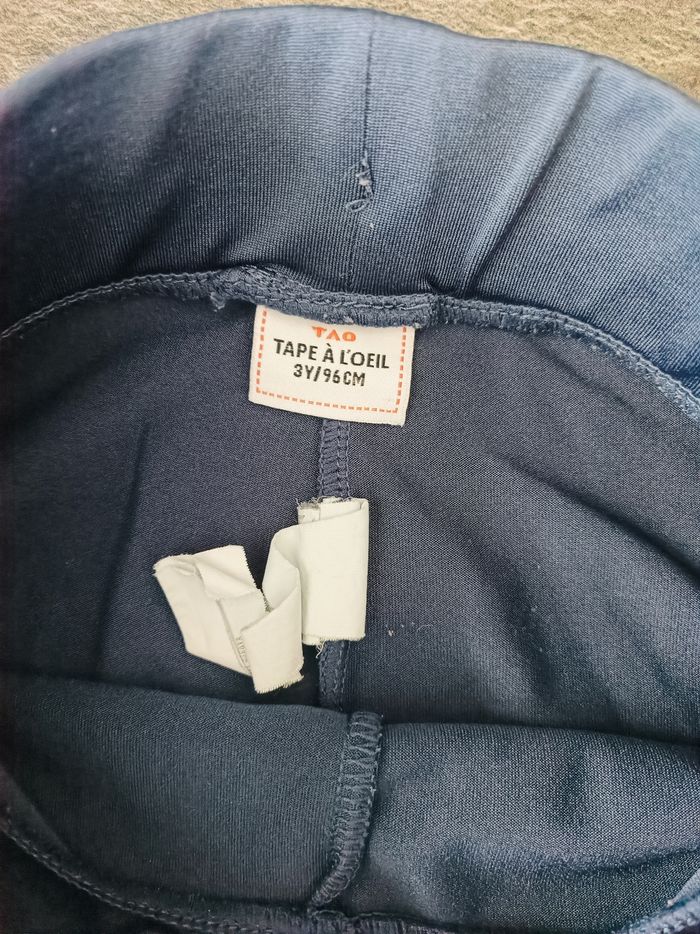 TAO
TAPE À L'OEIL
3Y/96CM